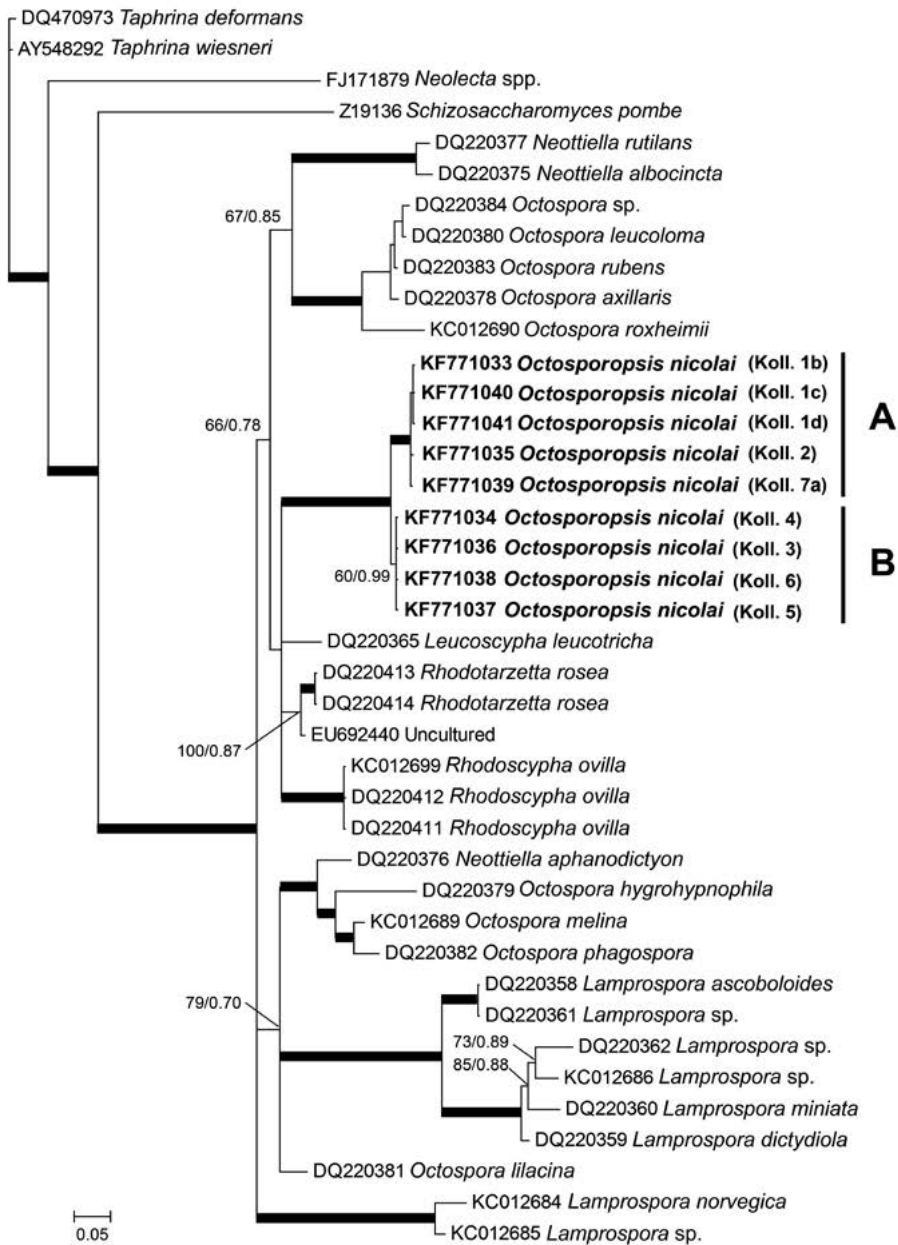 DQ470973 Taphrina deformans
AY548292 Taphrina wiesneri
FJ171879 Neolecta spp.
Z19136 Schizosaccharomyces pombe
DQ220377 Neottiella rutilans
DQ220375 Neottiella albocincta
67/0.85
DQ220384 Octospora sp.
DQ220380 Octospora leucoloma
DQ220383 Octospora rubens
DQ220378 Octospora axillaris
KC012690 Octospora roxheimii
KF771033 Octosporopsis nicolai (Koll. 1b)
KF771040 Octosporopsis nicolai (Koll. 1c)
KF771041 Octosporopsis nicolai (Koll. 1d)
A
66/0.78
KF771035 Octosporopsis nicolai (Koll. 2)
KF771039 Octosporopsis nicolai (Koll. 7a)
KF771034 Octosporopsis nicolai (Koll. 4)
KF771036 Octosporopsis nicolai (Koll. 3)
B
60/0.99
KF771038 Octosporopsis nicolai (Koll. 6)
KF771037 Octosporopsis nicolai (Koll. 5)
DQ220365 Leucoscypha leucotricha
DQ220413 Rhodotarzetta rosea
DQ220414 Rhodotarzetta rosea
EU692440 Uncultured
100/0.87
KC012699 Rhodoscypha ovilla
DQ220412 Rhodoscypha ovilla
DQ220411 Rhodoscypha ovilla
DQ220376 Neottiella aphanodictyon
DQ220379 Octospora hygrohypnophila
KC012689 Octospora melina
DQ220382 Octospora phagospora
DQ220358 Lamprospora ascoboloides
79/0.70
DQ220361 Lamprospora sp.
73/0.89
DQ220362 Lamprospora sp.
85/0.88
KC012686 Lamprospora sp.
DQ220360 Lamprospora miniata
DQ220359 Lamprospora dictydiola
DQ220381 Octospora lilacina
KC012684 Lamprospora norvegica
KC012685 Lamprospora sp.
0.05